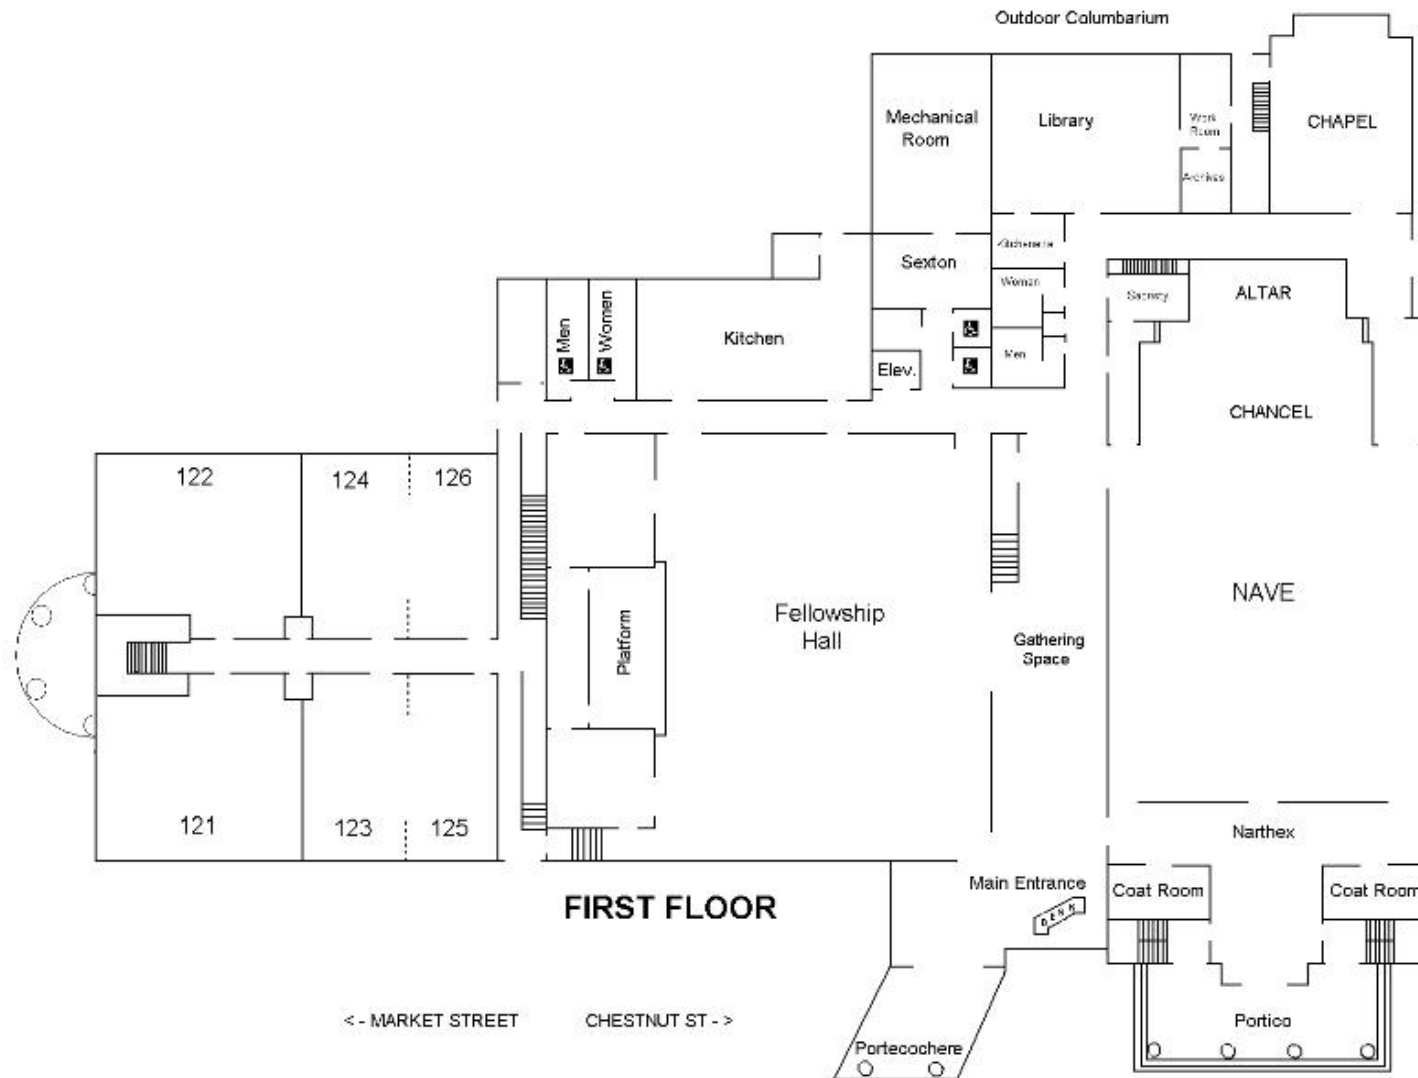 Outdoor Columbarium
Mechanical
Room
Library
Work
Room
CHAPEL
Archives
Kitchenette
Sexton
Women
Sacristy
ALTAR
Men
Women
Kitchen
Elev.
Men
CHANCEL
122
124
126
Platform
Fellowship
Hall
Gathering
Space
NAVE
121
123
125
Narthex
Main Entrance
Coat Room
Coat Room
DESK
FIRST FLOOR
< - MARKET STREET
CHESTNUT ST - >
Portecochere
Portico